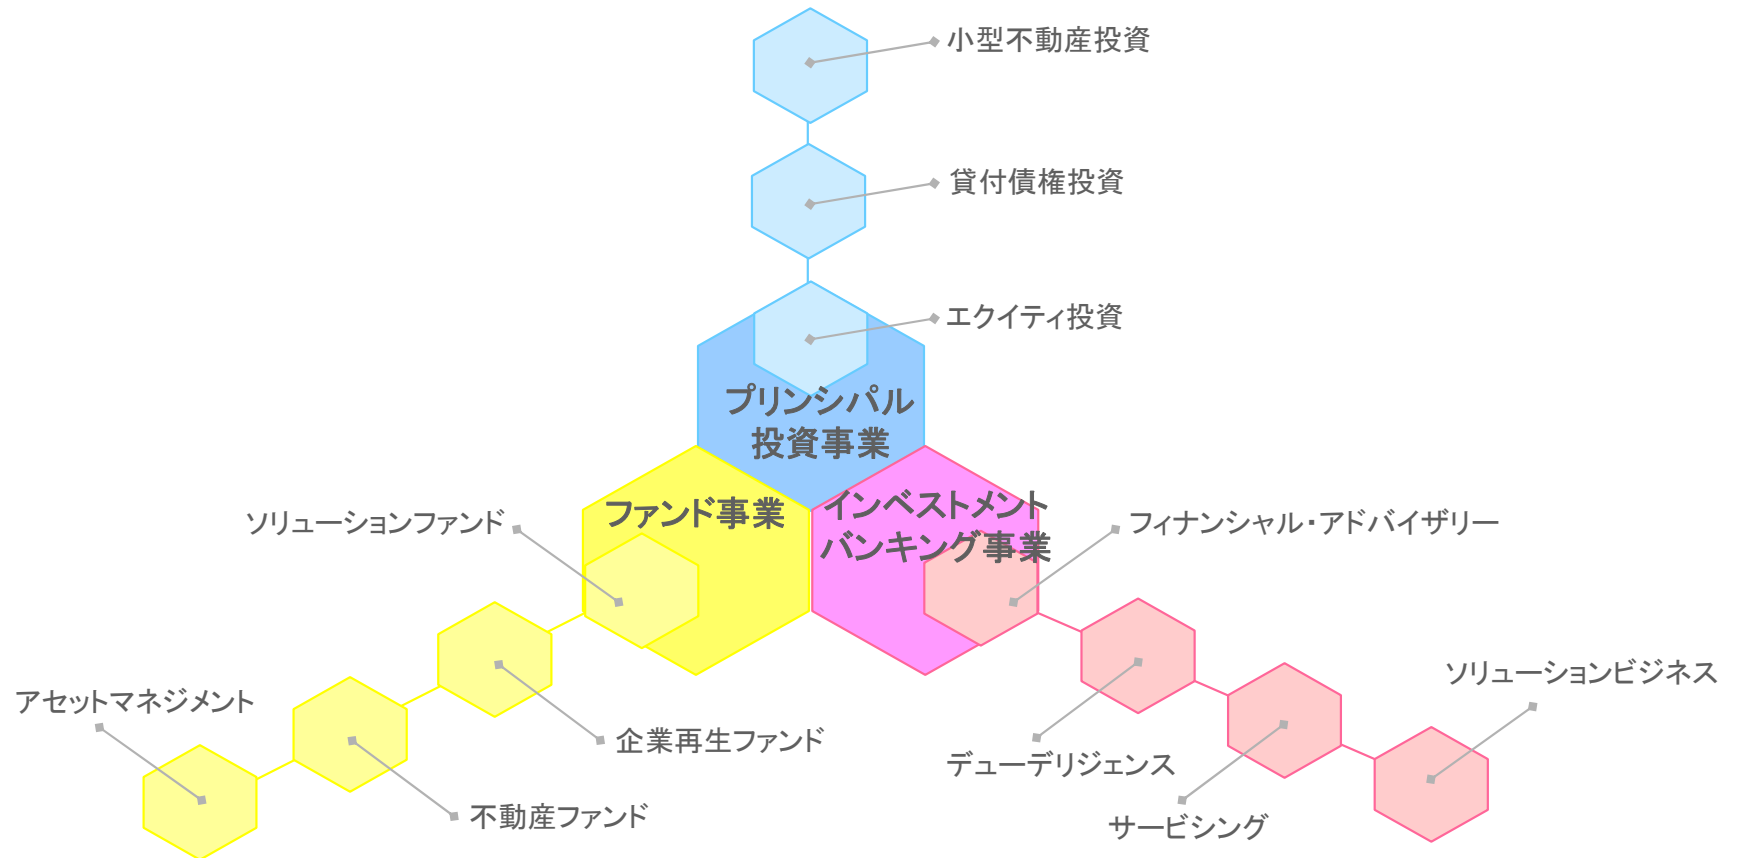 小型不動産投資
貸付債権投資
エクイティ投資
プリンシパル
投資事業
ファンド事業
インベストメント
バンキング事業
ソリューションファンド
フィナンシャル・アドバイザリー
アセットマネジメント
企業再生ファンド
不動産ファンド
デューデリジェンス
サービシング
ソリューションビジネス